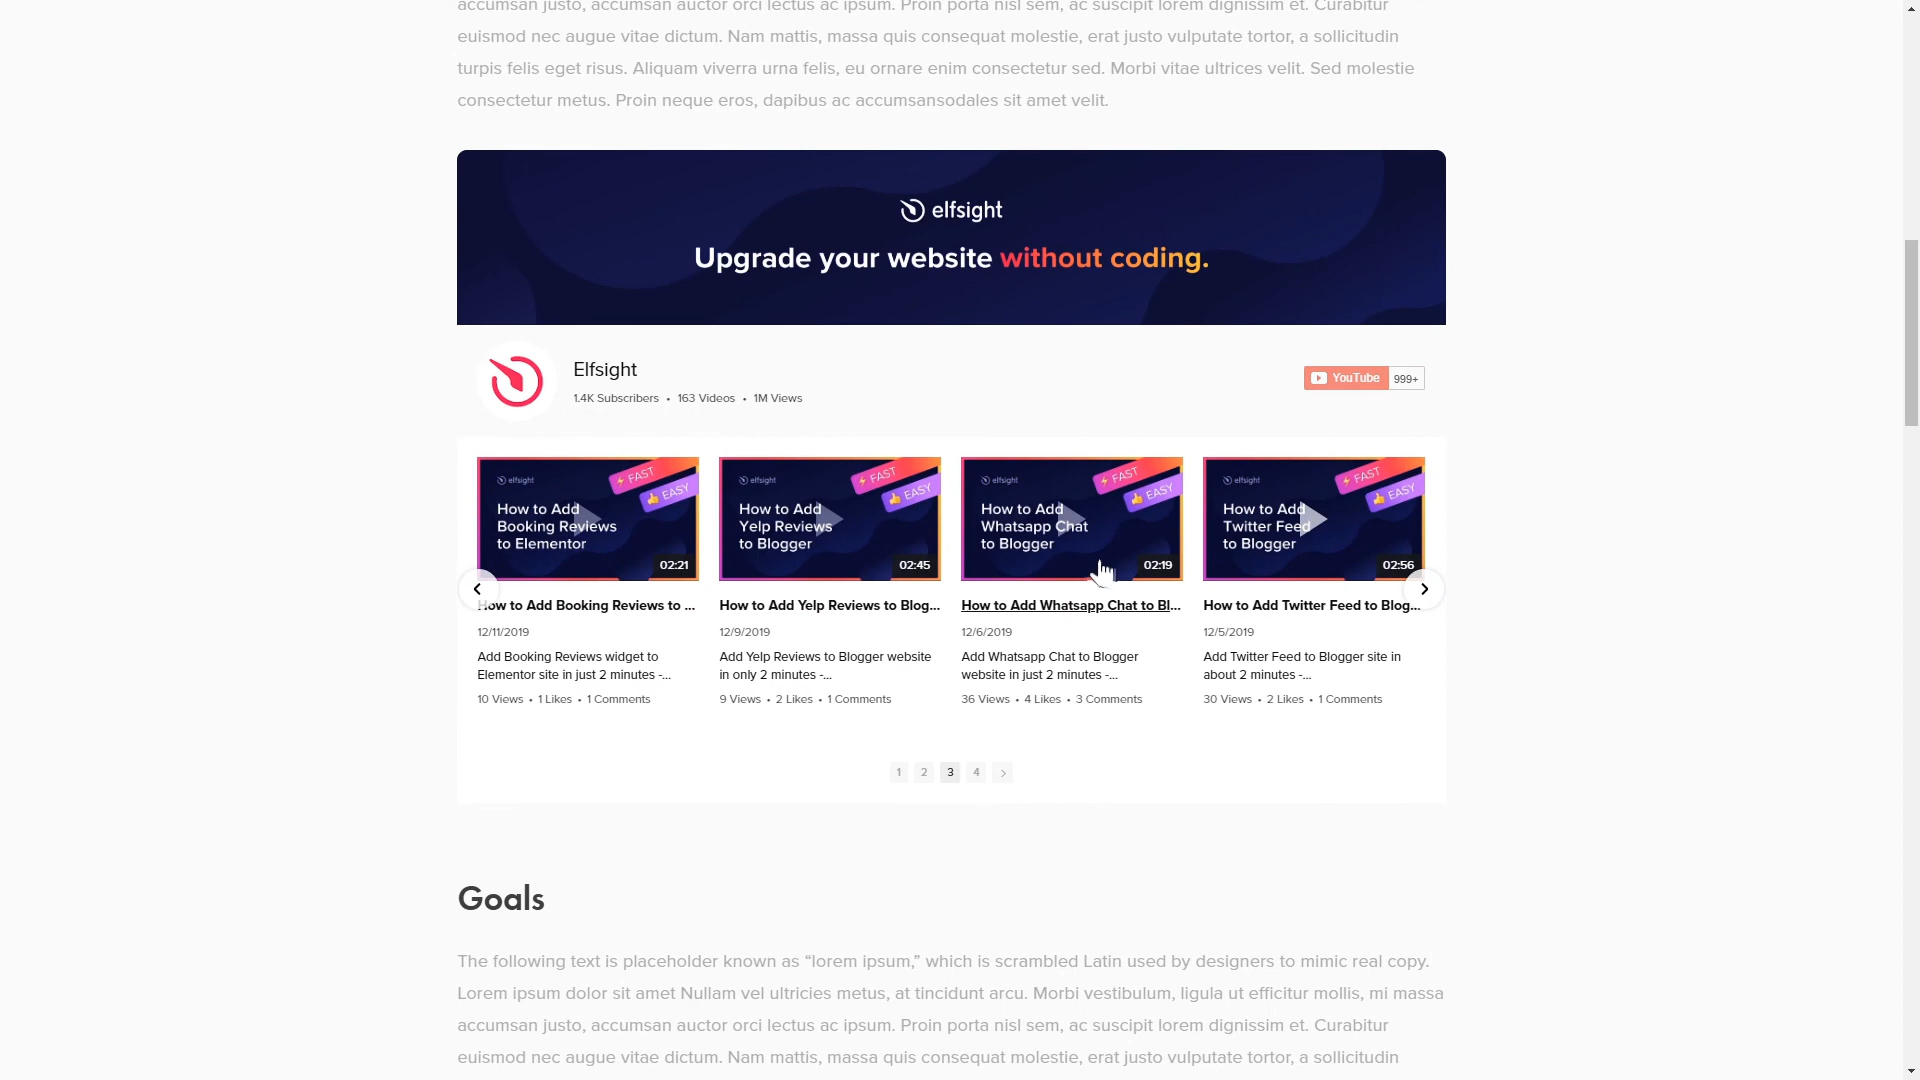 accumsan justo, accumsan auctor orci lectus ac ipsum. Proin porta nisl sem, ac suscipit lorem dignissim et. Curabitur
euismod nec augue vitae dictum. Nam mattis, massa quis consequat molestie, erat justo vulputate tortor, a sollicitudin
turpis felis eget risus. Aliquam viverra urna felis, eu ornare enim consectetur sed. Morbi vitae ultrices velit. Sed molestie
consectetur metus. Proin neque eros, dapibus ac accumsansodales sit amet velit.
elfsight
Upgrade your website without coding.
Elfsight
1.4K Subscribers • 163 Videos • 1M Views
YouTube 999+
elfsight
FAST
EASY
How to Add
Booking Reviews
to Elementor
02:21
How to Add Booking Reviews to ...
12/11/2019
Add Booking Reviews widget to
Elementor site in just 2 minutes -...
10 Views • 1 Likes • 1 Comments
elfsight
FAST
EASY
How to Add
Yelp Reviews
to Blogger
02:45
How to Add Yelp Reviews to Blog...
12/9/2019
Add Yelp Reviews to Blogger website
in only 2 minutes -...
9 Views • 2 Likes • 1 Comments
elfsight
FAST
EASY
How to Add
Whatsapp Chat
to Blogger
02:19
How to Add Whatsapp Chat to Bl...
12/6/2019
Add Whatsapp Chat to Blogger
website in just 2 minutes -...
36 Views • 4 Likes • 3 Comments
elfsight
FAST
EASY
How to Add
Twitter Feed
to Blogger
02:56
How to Add Twitter Feed to Blog...
12/5/2019
Add Twitter Feed to Blogger site in
about 2 minutes -...
30 Views • 2 Likes • 1 Comments
1 2 3 4 >
Goals
The following text is placeholder known as “lorem ipsum,” which is scrambled Latin used by designers to mimic real copy.
Lorem ipsum dolor sit amet Nullam vel ultricies metus, at tincidunt arcu. Morbi vestibulum, ligula ut efficitur mollis, mi massa
accumsan justo, accumsan auctor orci lectus ac ipsum. Proin porta nisl sem, ac suscipit lorem dignissim et. Curabitur
euismod nec augue vitae dictum. Nam mattis, massa quis consequat molestie, erat justo vulputate tortor, a sollicitudin